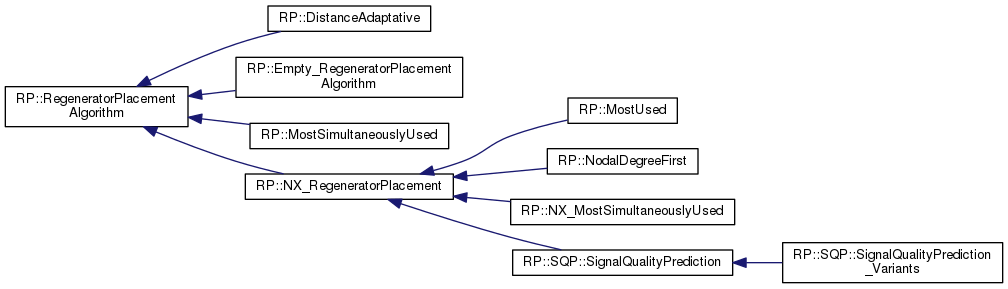 RP::DistanceAdaptative
RP::Empty_RegeneratorPlacement
Algorithm
RP::RegeneratorPlacement
Algorithm
RP::MostSimultaneouslyUsed
RP::NX_RegeneratorPlacement
RP::MostUsed
RP::NodalDegreeFirst
RP::NX_MostSimultaneouslyUsed
RP::SQP::SignalQualityPrediction
RP::SQP::SignalQualityPrediction
_Variants